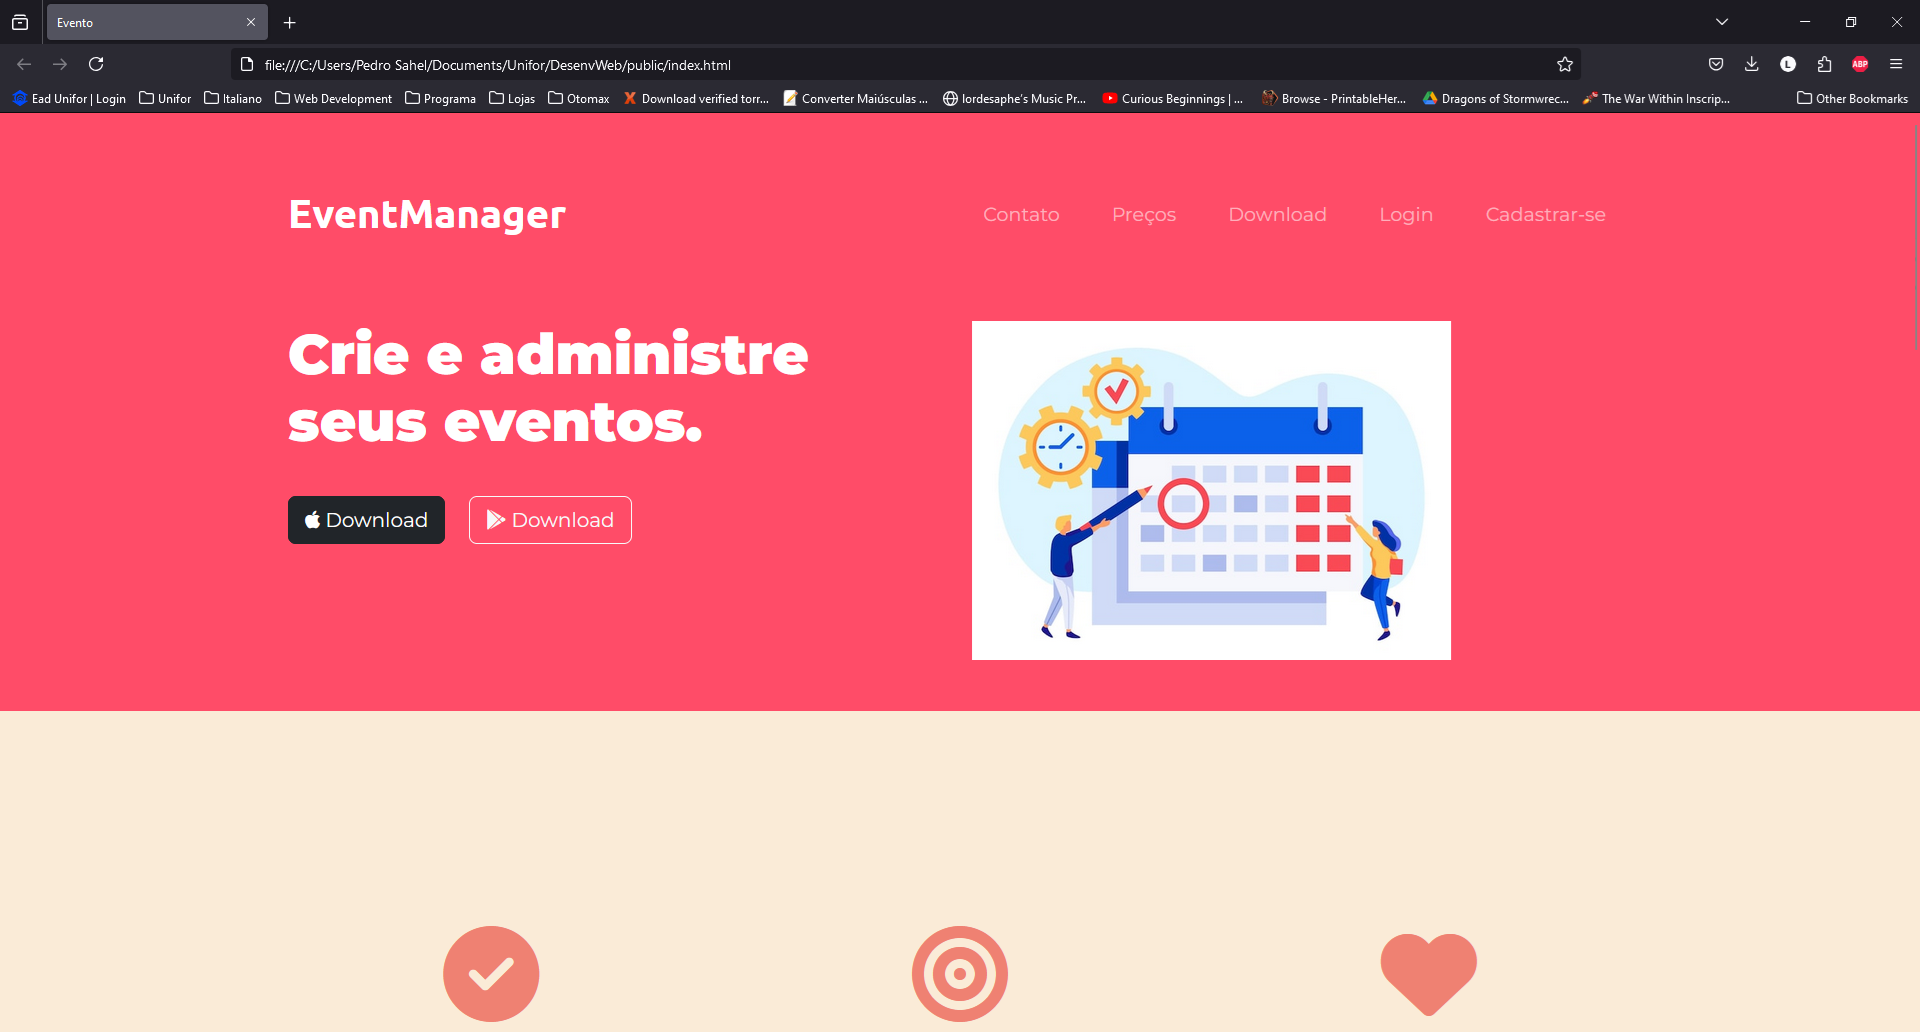 Evento
file:///C:/Users/Pedro Sahel/Documents/Unifor/DesenvWeb/public/index.html
L
ABP
Ead Unifor | Login
Unifor
Italiano
Web Development
Programa
Lojas
Otomax
X Download verified torr...
Converter Maiúsculas ...
lordesaphe's Music Pr...
Curious Beginnings | ...
Browse - PrintableHer...
Dragons of Stormwrec...
The War Within Inscrip...
Other Bookmarks
EventManager
Contato
Preços
Download
Login
Cadastrar-se
Crie e administre
seus eventos.
Download
Download